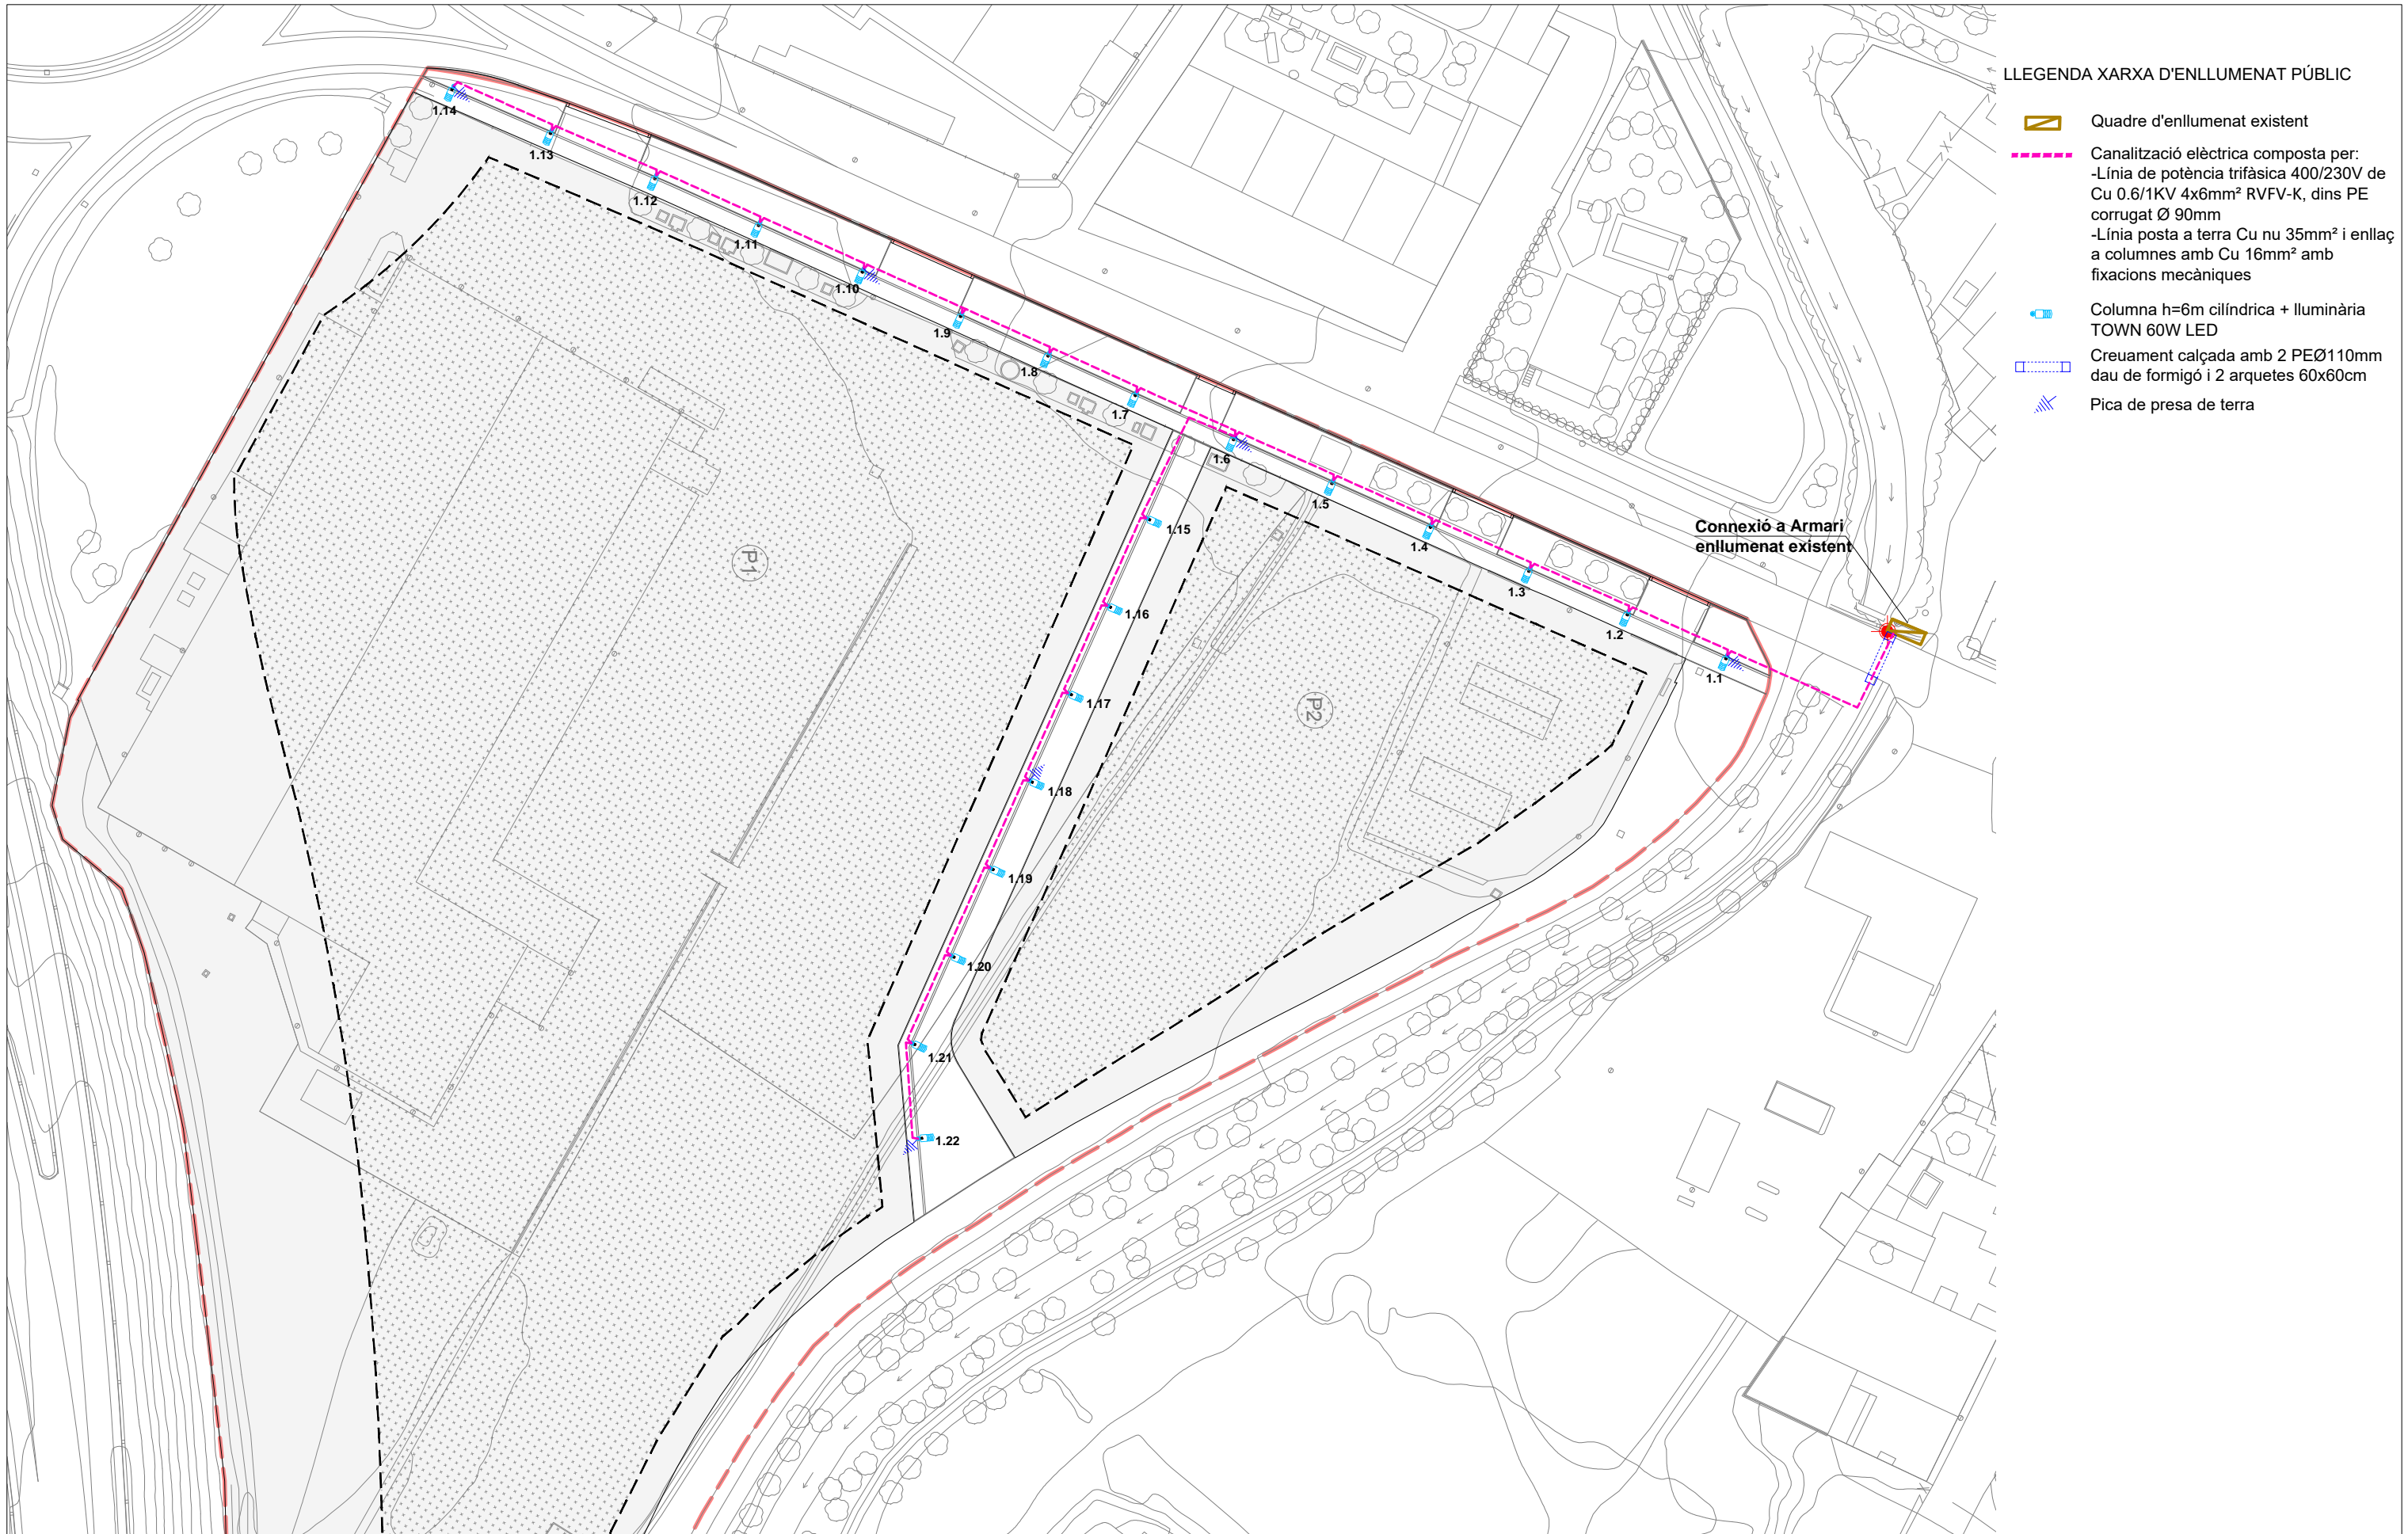 LLEGENDA XARXA D'ENLLUMENAT PÚBLIC
Quadre d'enllumenat existent
Canalització elèctrica composta per:
-Línia de potència trifàsica 400/230V de
Cu 0.6/1KV 4x6mm² RVFV-K, dins PE
corrugat Ø 90mm
-Línia posta a terra Cu nu 35mm² i enllaç
a columnes amb Cu 16mm² amb
fixacions mecàniques
Columna h=6m cilíndrica + lluminària
TOWN 60W LED
Creuament calçada amb 2 PEØ110mm
dau de formigó i 2 arquetes 60x60cm
Pica de presa de terra
1.14
1.13
1.12
1.11
1.10
1.9
1.8
1.7
1.6
1.5
1.4
1.3
1.2
1.1
Connexió a Armari
enllumenat existent
1.15
1.16
1.17
1.18
1.19
1.20
1.21
1.22
P1
P2